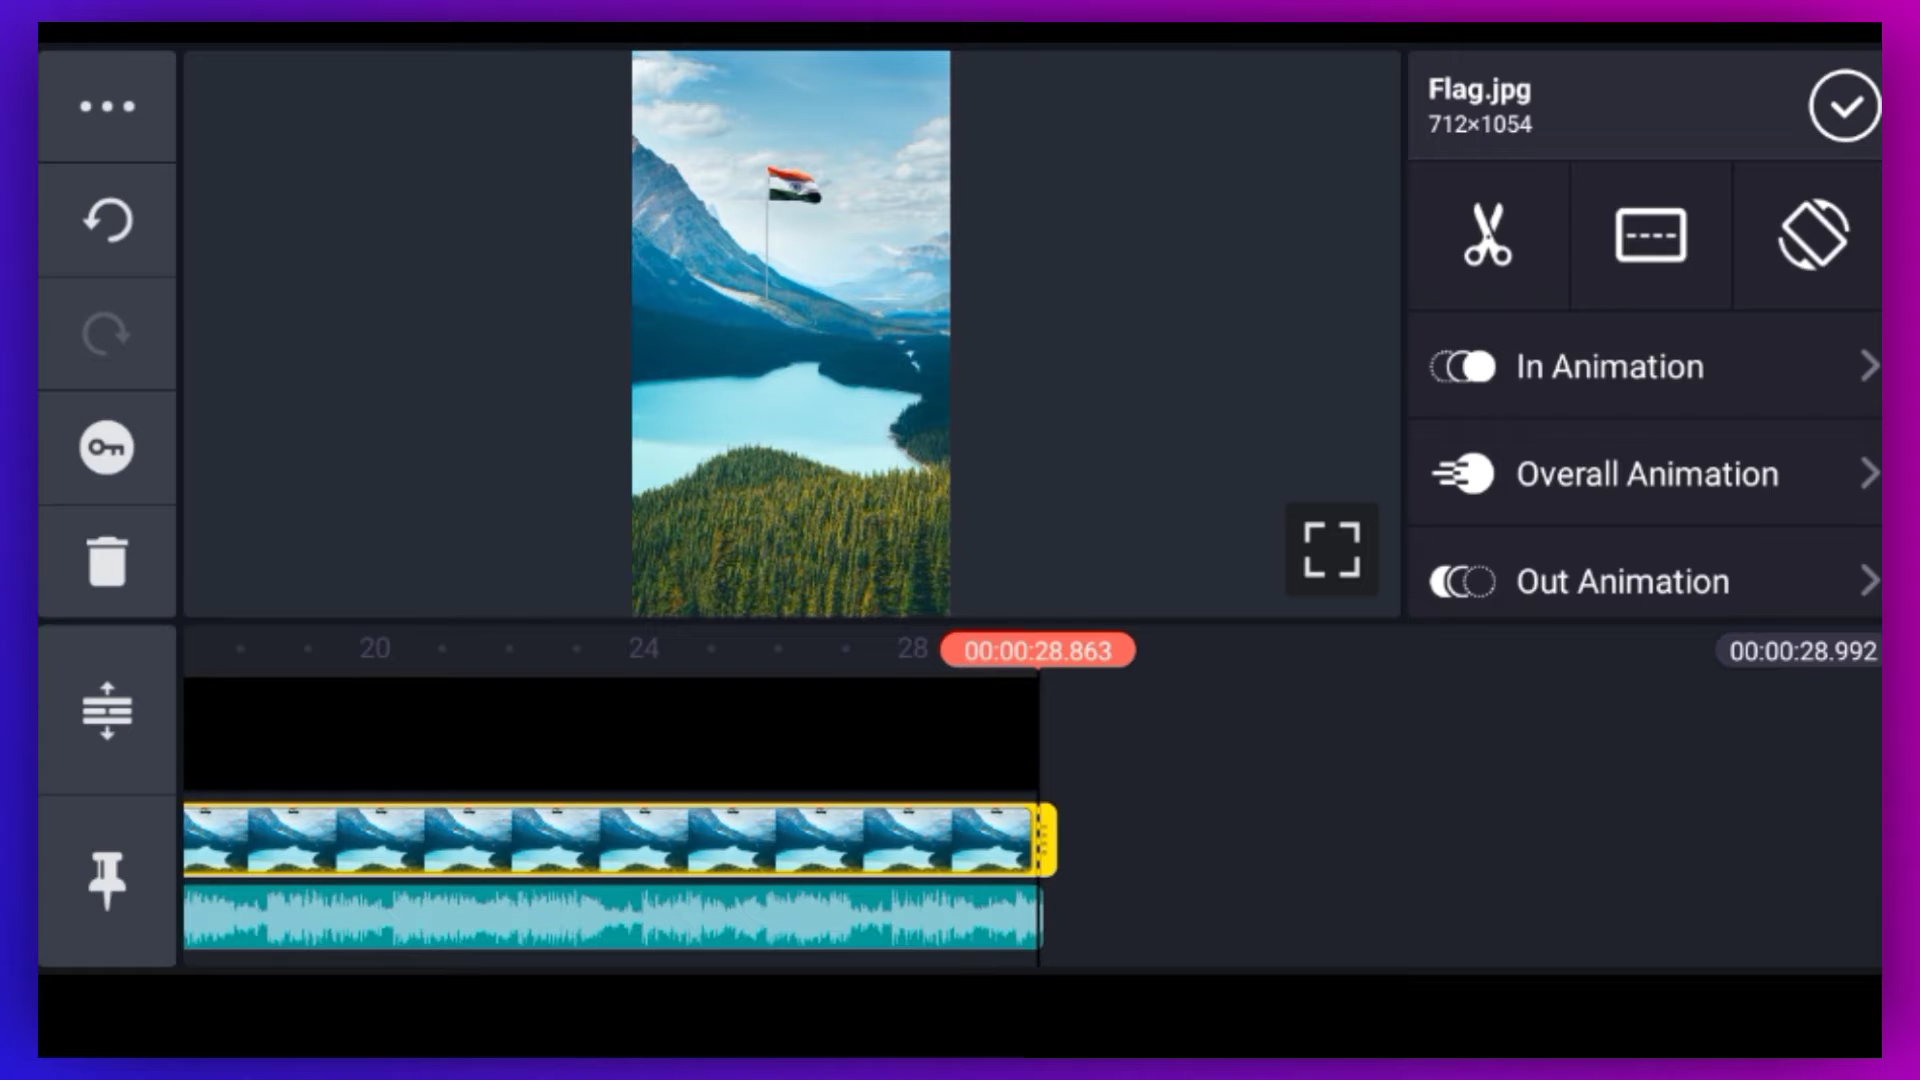 Flag.jpg
712×1054
In Animation
Overall Animation
Out Animation
20
24
28
00:00:28.863
00:00:28.992